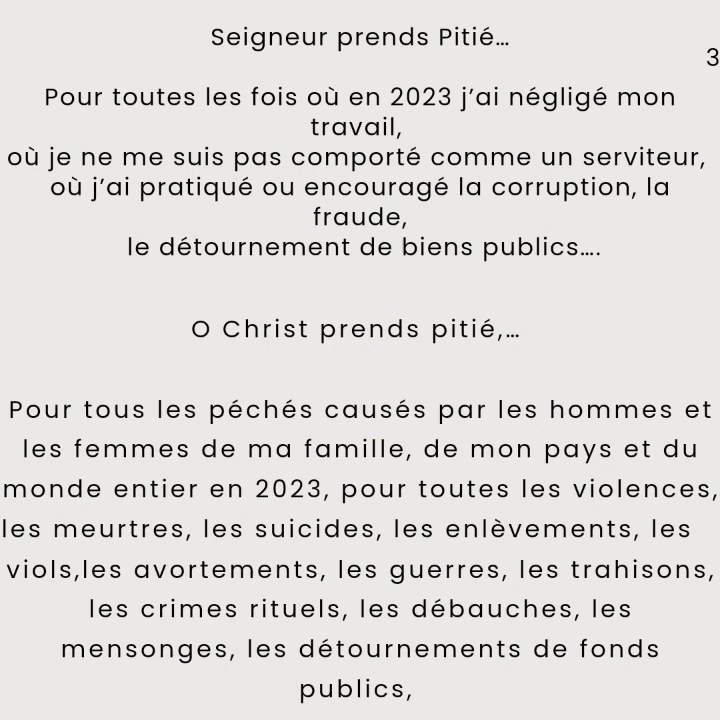 Seigneur prends Pitié…
3
Pour toutes les fois où en 2023 j’ai négligé mon
travail,
où je ne me suis pas comporté comme un serviteur,
où j’ai pratiqué ou encouragé la corruption, la
fraude,
le détournement de biens publics….
O Christ prends pitié,…
Pour tous les péchés causés par les hommes et
les femmes de ma famille, de mon pays et du
monde entier en 2023, pour toutes les violences,
les meurtres, les suicides, les enlèvements, les
viols,les avortements, les guerres, les trahisons,
les crimes rituels, les débauches, les
mensonges, les détournements de fonds
publics,